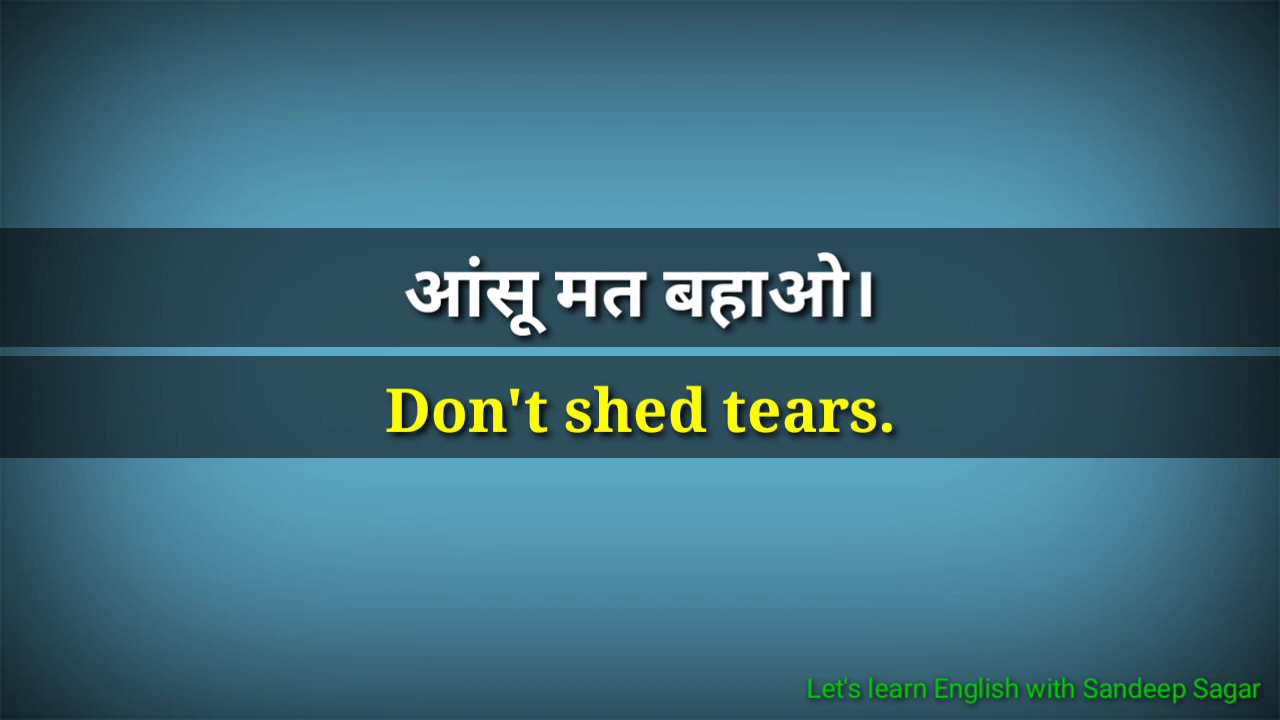 आंसू मत बहाओ।
Don't shed tears.
Let's learn English with Sandeep Sagar